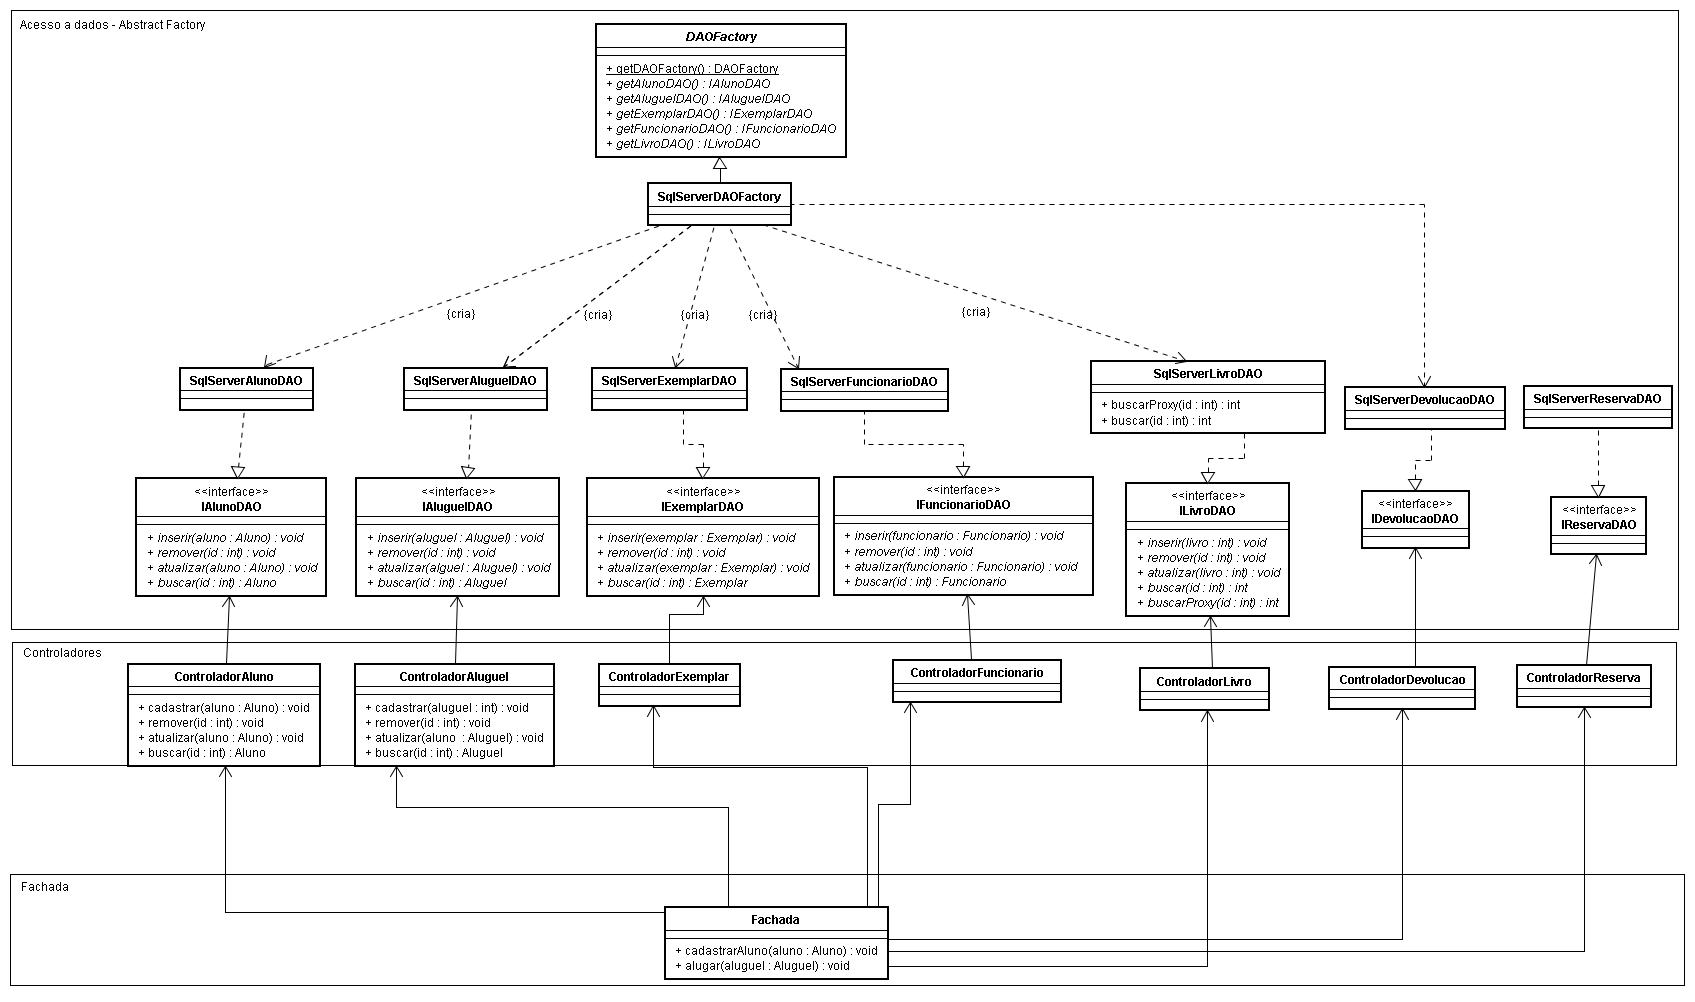 Acesso a dados - Abstract Factory
DAOFactory
+ getDAOFactory() : DAOFactory
+ getAlunoDAO() : IAlunoDAO
+ getAluguelDAO() : IAluguelDAO
+ getExemplarDAO() : IExemplarDAO
+ getFuncionarioDAO() : IFuncionarioDAO
+ getLivroDAO() : ILivroDAO
SqlServerDAOFactory
{cria}
{cria}
{cria}
{cria}
{cria}
SqlServerAlunoDAO
SqlServerAluguelDAO
SqlServerExemplarDAO
SqlServerFuncionarioDAO
SqlServerLivroDAO
+ buscarProxy(id : int) : int
+ buscar(id : int) : int
SqlServerDevolucaoDAO
SqlServerReservaDAO
<<interface>>
IAlunoDAO
+ inserir(aluno : Aluno) : void
+ remover(id : int) : void
+ atualizar(aluno : Aluno) : void
+ buscar(id : int) : Aluno
<<interface>>
IAluguelDAO
+ inserir(aluguel : Aluguel) : void
+ remover(id : int) : void
+ atualizar(alguel : Aluguel) : void
+ buscar(id : int) : Aluguel
<<interface>>
IExemplarDAO
+ inserir(exemplar : Exemplar) : void
+ remover(id : int) : void
+ atualizar(exemplar : Exemplar) : void
+ buscar(id : int) : Exemplar
<<interface>>
IFuncionarioDAO
+ inserir(funcionario : Funcionario) : void
+ remover(id : int) : void
+ atualizar(funcionario : Funcionario) : void
+ buscar(id : int) : Funcionario
<<interface>>
ILivroDAO
+ inserir(livro : int) : void
+ remover(id : int) : void
+ atualizar(livro : int) : void
+ buscar(id : int) : int
+ buscarProxy(id : int) : int
<<interface>>
IDevolucaoDAO
<<interface>>
IReservaDAO
Controladores
ControladorAluno
+ cadastrar(aluno : Aluno) : void
+ remover(id : int) : void
+ atualizar(aluno : Aluno) : void
+ buscar(id : int) : Aluno
ControladorAluguel
+ cadastrar(aluguel : int) : void
+ remover(id : int) : void
+ atualizar(aluno : Aluguel) : void
+ buscar(id : int) : Aluguel
ControladorExemplar
ControladorFuncionario
ControladorLivro
ControladorDevolucao
ControladorReserva
Fachada
Fachada
+ cadastrarAluno(aluno : Aluno) : void
+ alugar(aluguel : Aluguel) : void